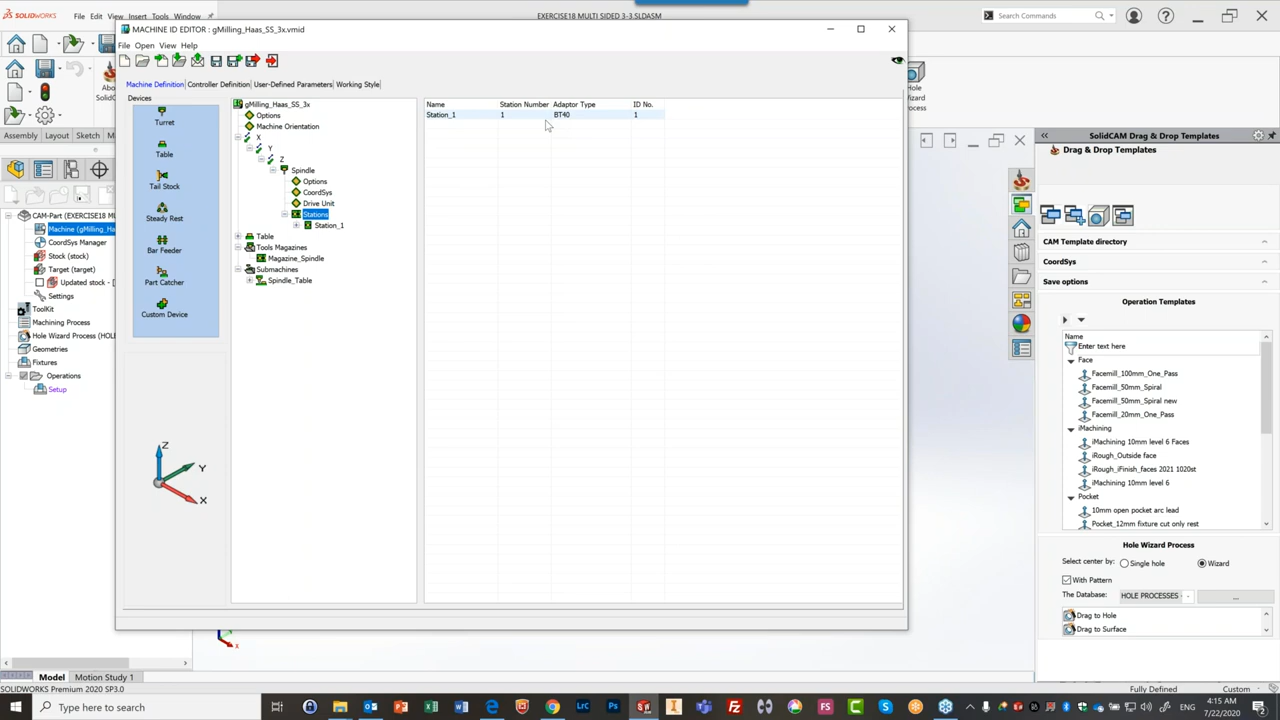 SOLIDWORKS
File Edit View Insert Tools Window
EXERCISE18 MULTI SIDED 3-3.SLDASM
Search Commands
MACHINE ID EDITOR : gMilling_Haas_SS_3x.vmid
File Open View Help
Machine Definition Controller Definition User-Defined Parameters Working Style
Devices
Turret
Table
Tail Stock
Steady Rest
Bar Feeder
Part Catcher
Custom Device
Z
Y
X
gMilling_Haas_SS_3x
Options
Machine Orientation
X
Y
Z
Spindle
Options
CoordSys
Drive Unit
Stations
Station_1
Table
Tools Magazines
Magazine_Spindle
Submachines
Spindle_Table
Name Station Number Adaptor Type ID No.
Station_1 1 BT40 1
Assembly Layout Sketch
CAM-Part (EXERCISE18 MU
Machine (gMilling_Ha
CoordSys Manager
Stock (stock)
Target (target)
Updated stock - [
Settings
ToolKit
Machining Process
Hole Wizard Process (HOL
Geometries
Fixtures
Operations
Setup
Hole
Wizard
Process
SolidCAM Drag & Drop Templates
Drag & Drop Templates
CAM Template directory
CoordSys
Save options
Operation Templates
Name
Enter text here
Face
Facemill_100mm_One_Pass
Facemill_50mm_Spiral
Facemill_50mm_Spiral new
Facemill_20mm_One_Pass
iMachining
iMachining 10mm level 6 Faces
iRough_Outside face
iRough_iFinish_faces 2021 1020st
iMachining 10mm level 6
Pocket
10mm open pocket arc lead
Pocket_12mm fixture cut only rest
Hole Wizard Process
Select center by: Single hole Wizard
With Pattern
The Database: HOLE PROCESSES - ...
Drag to Hole
Drag to Surface
Model Motion Study 1
SOLIDWORKS Premium 2020 SP3.0
Fully Defined Custom
Type here to search
4:15 AM
7/22/2020